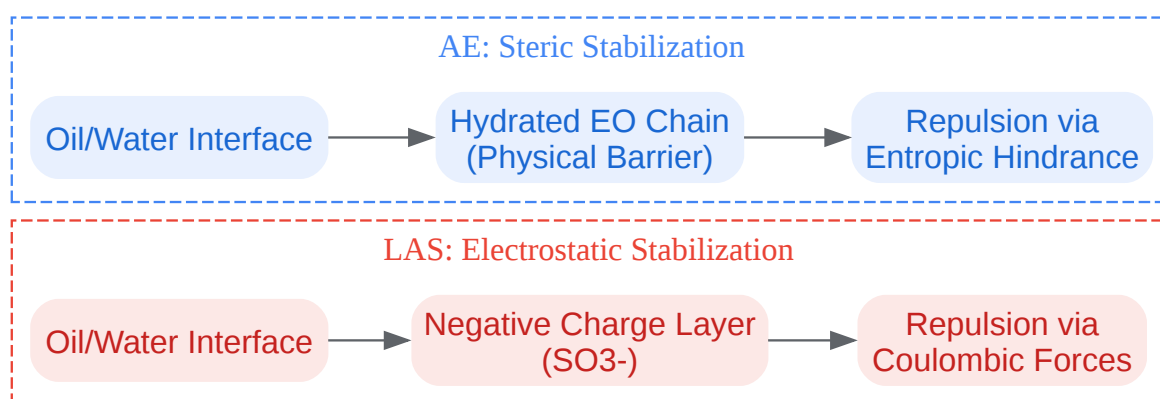 AE: Steric Stabilization
Oil/Water Interface
Hydrated EO Chain
(Physical Barrier)
Repulsion via
Entropic Hindrance
LAS: Electrostatic Stabilization
Oil/Water Interface
Negative Charge Layer
(SO3-)
Repulsion via
Coulombic Forces